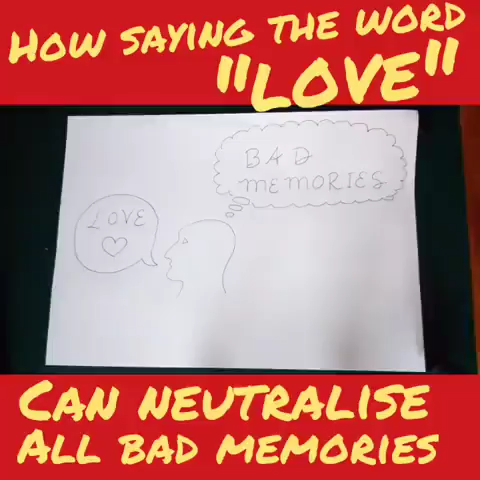 HOW SAYING THE WORD
"LOVE"
BAD
MEMORIES
LOVE
CAN NEUTRALISE
ALL BAD MEMORIES